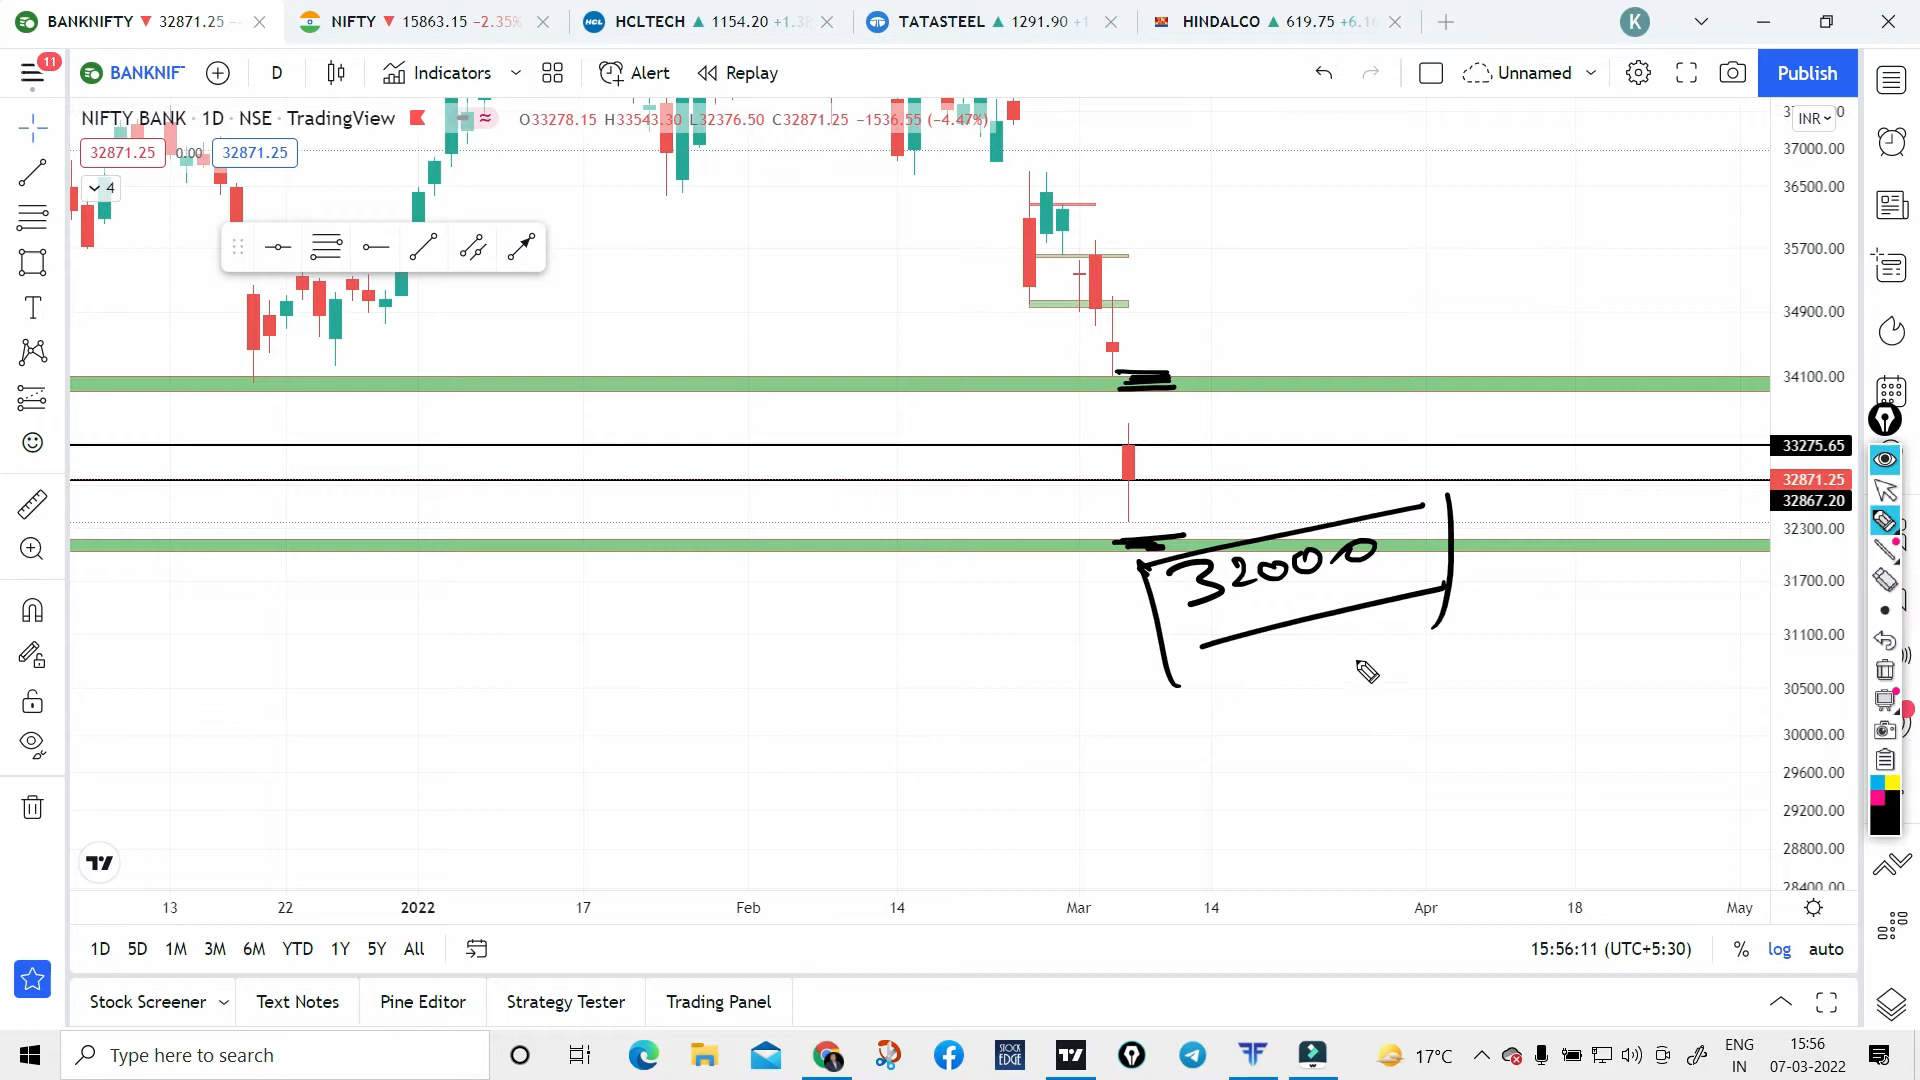 BANKNIFTY ▼ 32871.25
NIFTY ▼ 15863.15 −2.35%
HCLTECH ▲ 1154.20
TATASTEEL ▲ 1291.90
HINDALCO ▲ 619.75
K
11
BANKNIF
D
Indicators
Alert
Replay
Unnamed
Publish
NIFTY BANK · 1D · NSE · TradingView
O33278.15 H33543.30 L32376.50 C32871.25 −1536.55 (−4.47%)
INR
32871.25 0.00 32871.25
4
37000.00
36500.00
35700.00
34900.00
34100.00
33275.65
32871.25
32867.20
32300.00
31700.00
31100.00
30500.00
30000.00
29600.00
29200.00
28800.00
28400.00
32000
13 22 2022 17 Feb 14 Mar 14 Apr 18 May
1D 5D 1M 3M 6M YTD 1Y 5Y All
15:56:11 (UTC+5:30) % log auto
Stock Screener Text Notes Pine Editor Strategy Tester Trading Panel
Type here to search
STOCK EDGE
17°C
ENG
IN
15:56
07-03-2022